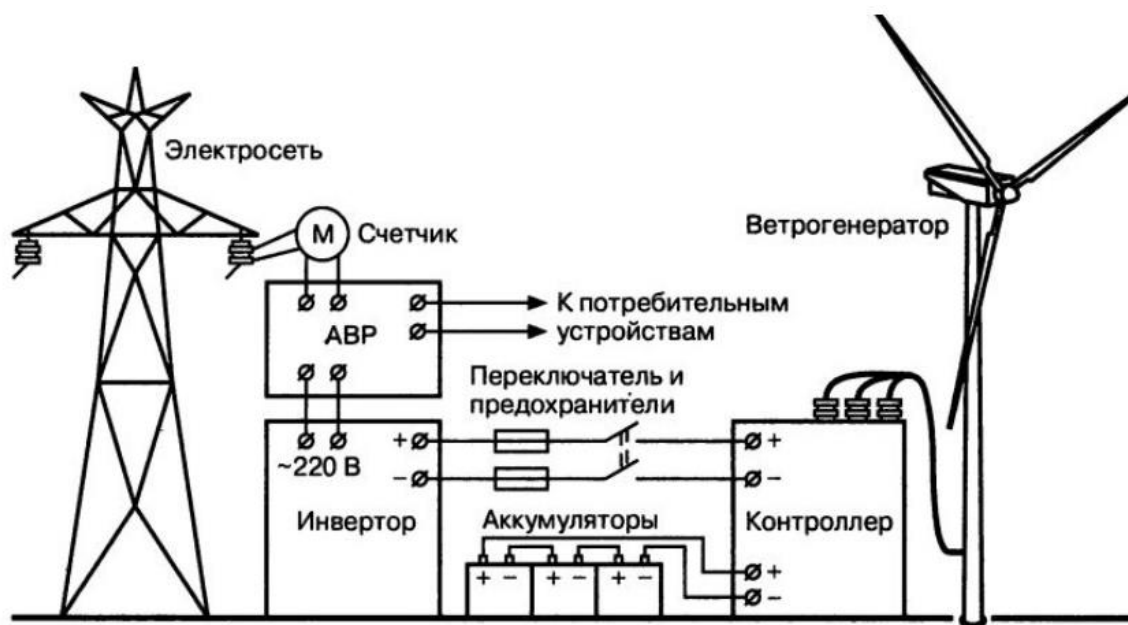 Электросеть
М
Счетчик
Ветрогенератор
АВР
К потребительным
устройствам
Переключатель и
предохранители
~220 В
+
−
+
−
Инвертор
Аккумуляторы
Контроллер
+ − + − + −
+
−